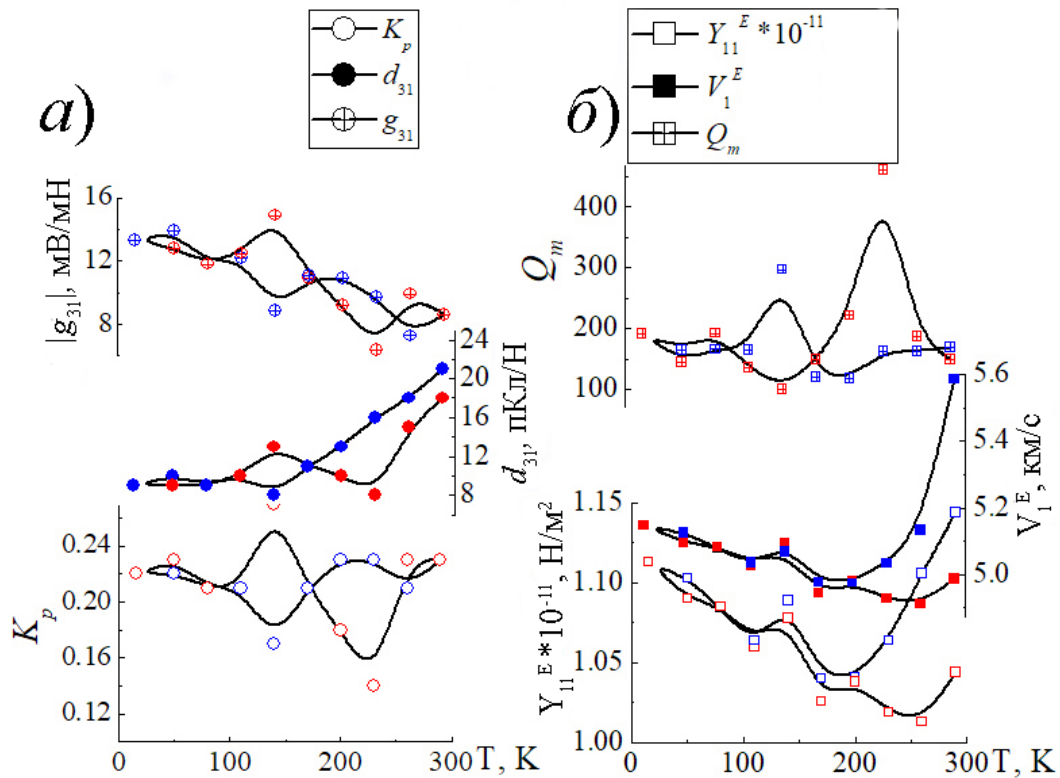 а)
K_p
d_31
g_31
|g_31|, мВ/мН
16
12
8
24
20
16
12
8
d_31, пКл/Н
K_p
0.24
0.20
0.16
0.12
0
100
200
300
T, K
б)
Y_11^E *10^-11
V_1^E
Q_m
Q_m
400
300
200
100
5.6
5.4
5.2
5.0
V_1^E, км/с
Y_11^E *10^-11, Н/м^2
1.15
1.10
1.05
1.00
0
100
200
300
T, K